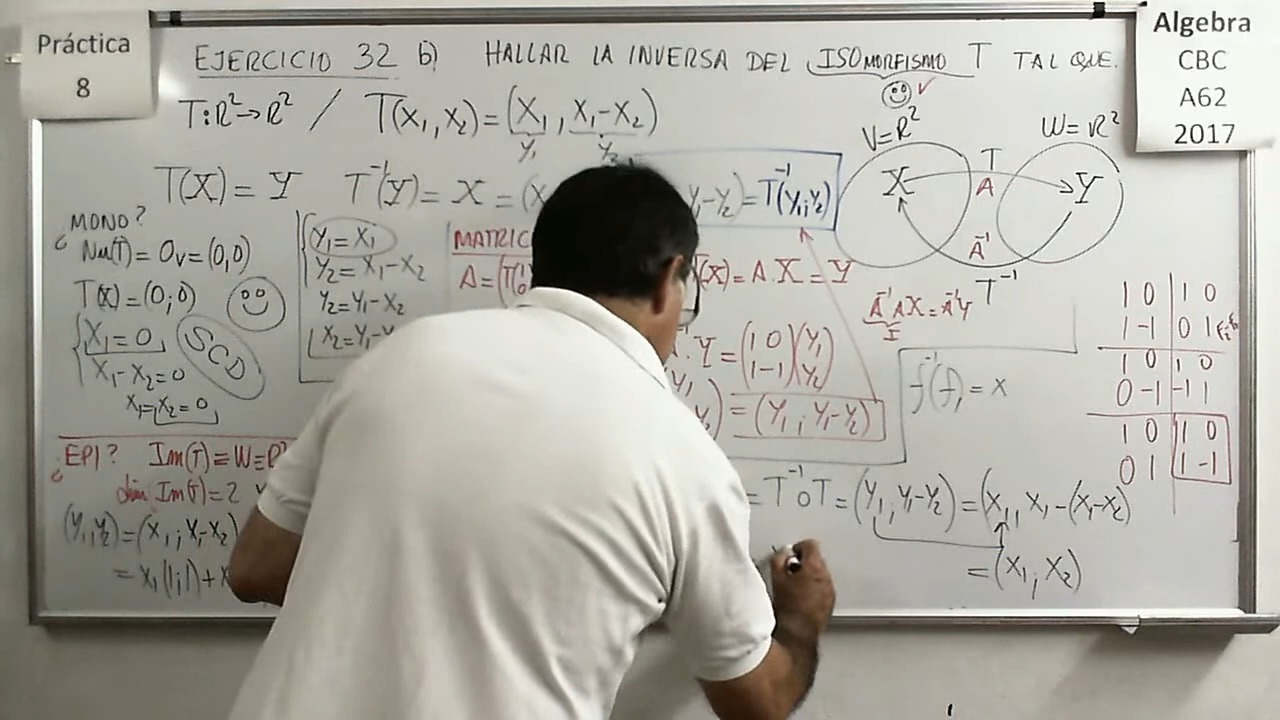 Práctica
8
Algebra
CBC
A62
2017
EJERCICIO 32 b) HALLAR LA INVERSA DEL ISOMORFISMO T TAL QUE.
T:R²→R² / T(X₁,X₂)=(X₁,X₁-X₂)
Y₁ Y₂
T(X)=Y T⁻¹(Y)=X=(X
Y₁-Y₂)=T⁻¹(Y₁;Y₂)
¿MONO?
Nu(T)=0v=(0,0)
T(X)=(0;0)
X₁=0
X₁-X₂=0
X₁=X₂=0
SCD
Y₁=X₁
Y₂=X₁-X₂
Y₂=Y₁-X₂
X₂=Y₁-Y
MATRIC
A=(T(
T(X)=A.X=Y
.Y=(1 0)(Y₁)
(1 -1)(Y₂)
=(Y₁;Y₁-Y₂)
V=R² W=R²
X T Y
A
A⁻¹
T⁻¹
A⁻¹AX=A⁻¹Y
I
f⁻¹(f)=X
1 0 | 1 0
1 -1 | 0 1
1 0 | 1 0
0 -1 | -1 1
1 0 | 1 0
0 1 | 1 -1
¿EPI? Im(T)=W=R²
dim Im(T)=2
(Y₁,Y₂)=(X₁;X₁-X₂)
=X₁(1;1)+X
=T⁻¹oT=(Y₁,Y₁-Y₂)=(X₁,X₁-(X₁-X₂)
=(X₁;X₂)